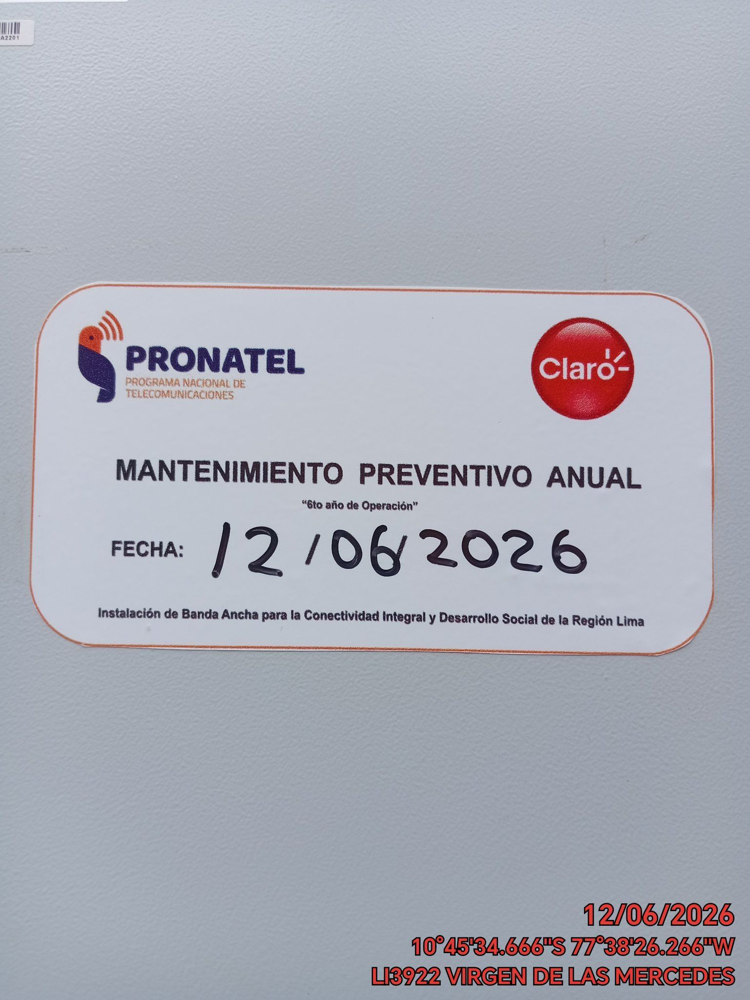 A2201
PRONATEL
PROGRAMA NACIONAL DE
TELECOMUNICACIONES
Claro
MANTENIMIENTO PREVENTIVO ANUAL
“6to año de Operación”
FECHA: 12/06/2026
Instalación de Banda Ancha para la Conectividad Integral y Desarrollo Social de la Región Lima
12/06/2026
10°45'34.666"S 77°38'26.266"W
LI3922 VIRGEN DE LAS MERCEDES